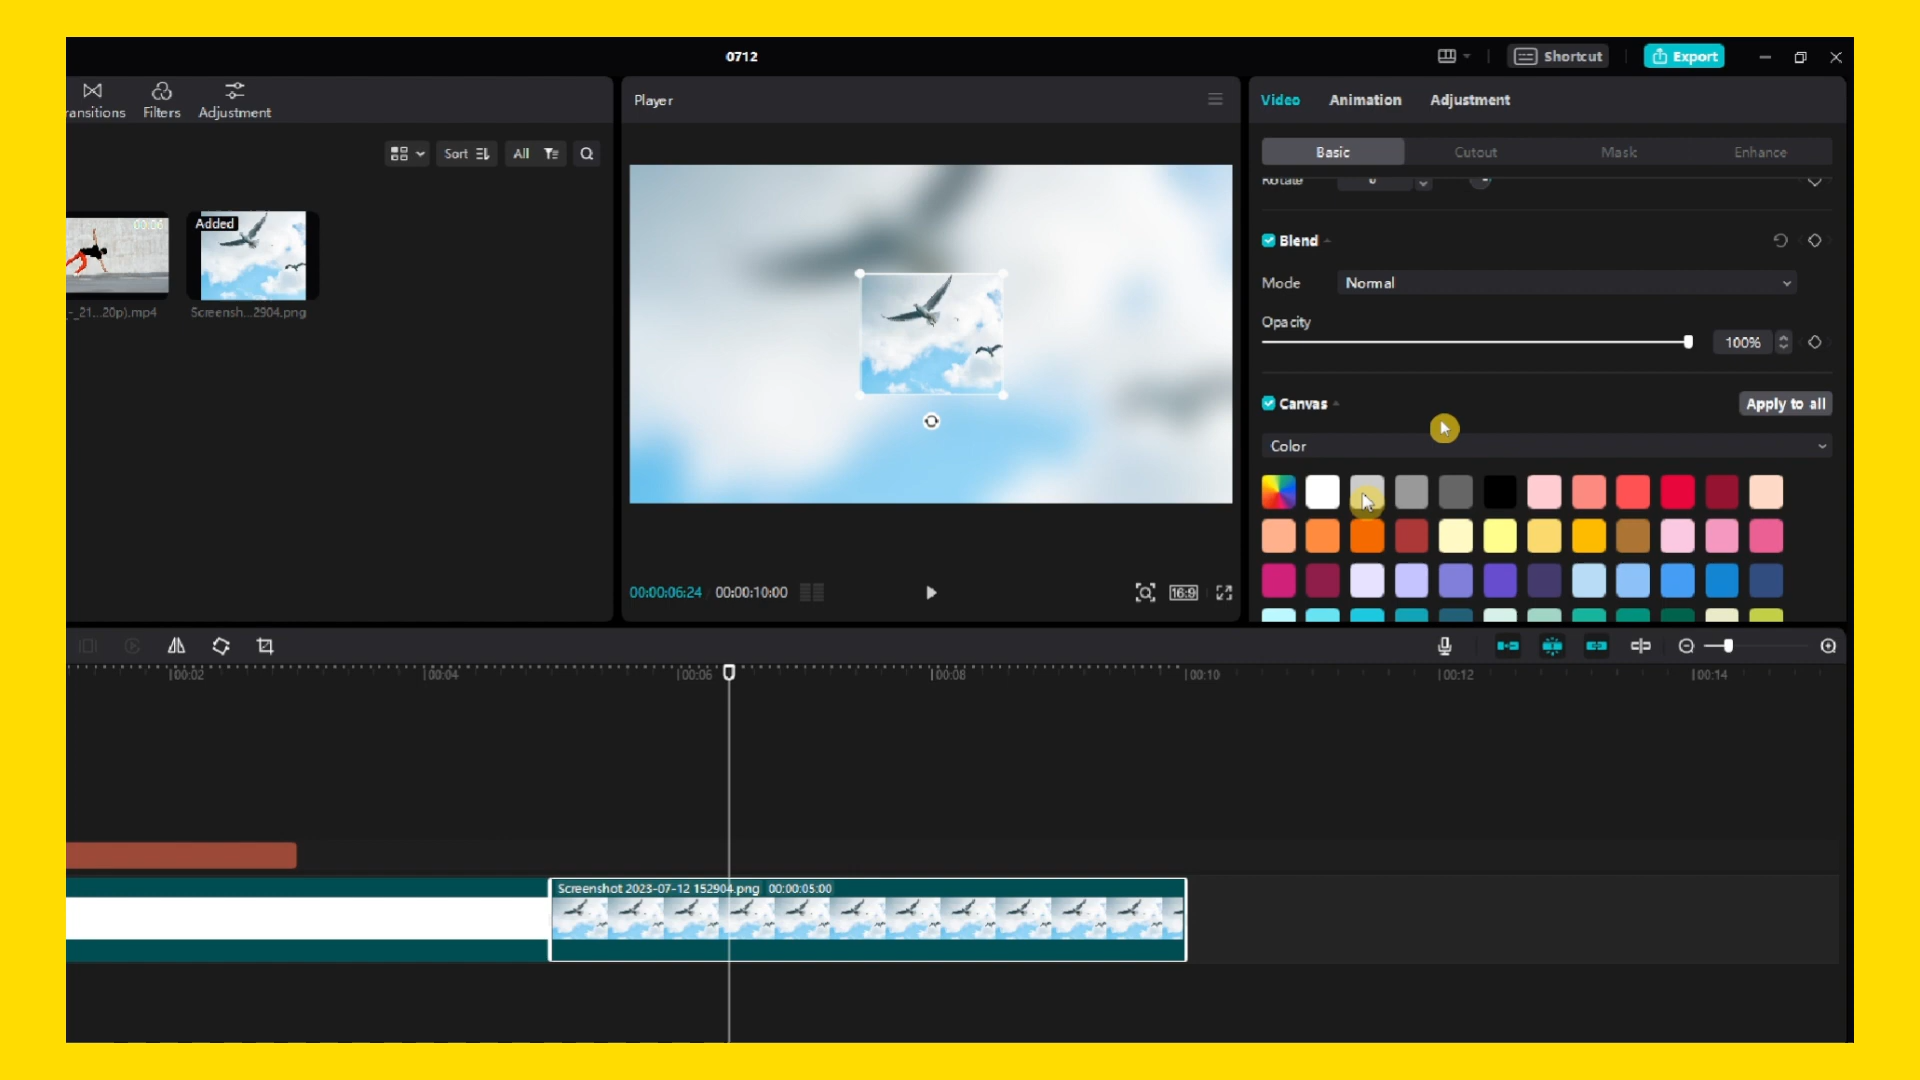 0712
Shortcut
Export
ransitions
Filters
Adjustment
Player
Video
Animation
Adjustment
Sort
All
Basic
Cutout
Mask
Enhance
Rotate
0
Added
00:06
-_21...20p).mp4
Screensh...2904.png
Blend
Mode
Normal
Opacity
100%
Canvas
Apply to all
Color
00:00:06:24
00:00:10:00
16:9
00:02
00:04
00:06
00:08
00:10
00:12
00:14
Screenshot 2023-07-12 152904.png 00:00:05:00